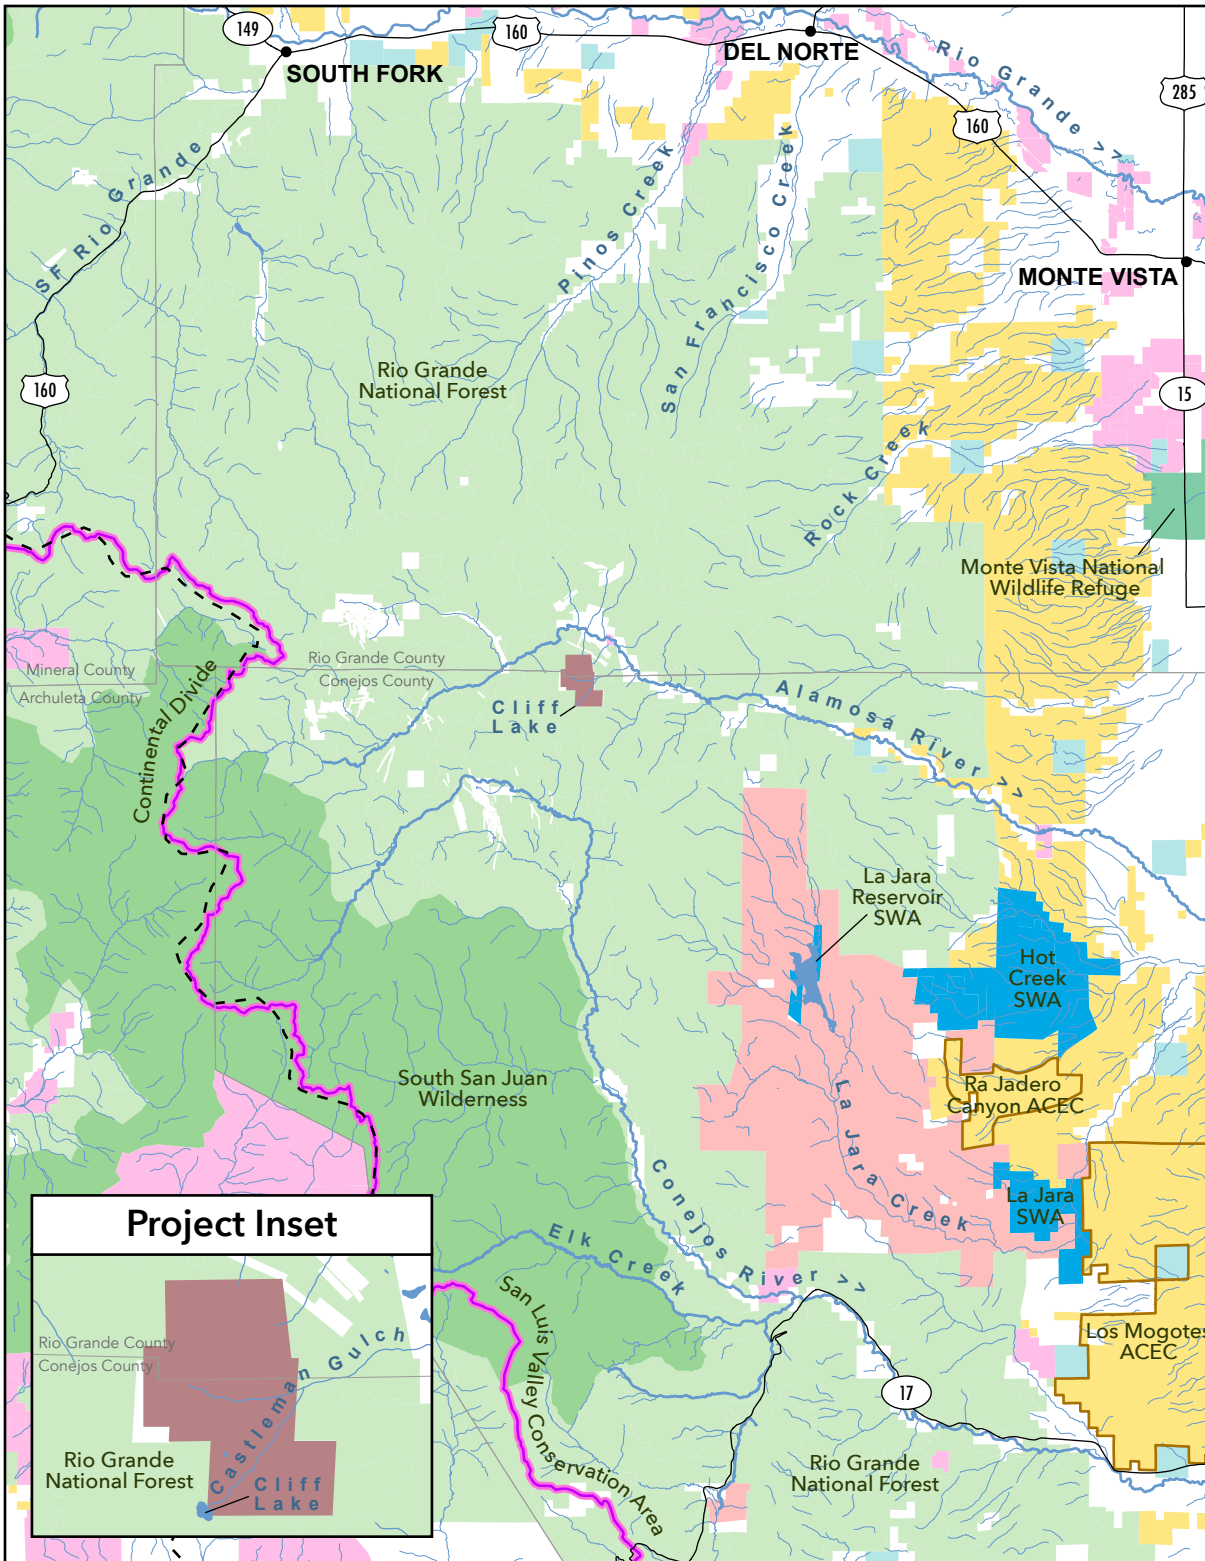 149
160
SOUTH FORK
DEL NORTE
Rio Grande >>
285
160
SF Rio Grande
Pinos Creek
San Francisco Creek
MONTE VISTA
160
Rio Grande
National Forest
15
Rock Creek
Monte Vista National
Wildlife Refuge
Mineral County
Archuleta County
Continental Divide
Rio Grande County
Conejos County
Cliff
Lake
Alamosa River >>
La Jara
Reservoir
SWA
Hot
Creek
SWA
South San Juan
Wilderness
Ra Jadero
Canyon ACEC
La Jara Creek
La Jara
SWA
Conejos River >>
Elk Creek
San Luis Valley Conservation Area
Los Mogotes
ACEC
17
Rio Grande
National Forest
Project Inset
Rio Grande County
Conejos County
Castleman Gulch
Rio Grande
National Forest
Cliff
Lake